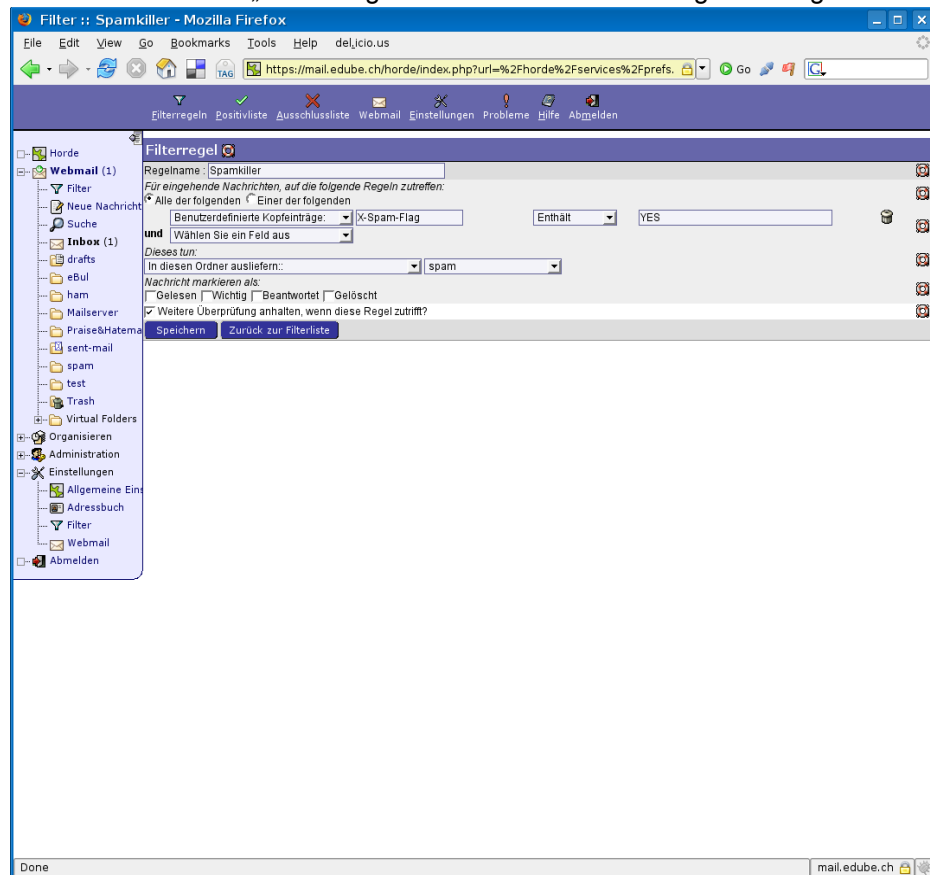 Filter :: Spamkiller - Mozilla Firefox
File Edit View Go Bookmarks Tools Help del.icio.us
TAG https://mail.edube.ch/horde/index.php?url=%2Fhorde%2Fservices%2Fprefs. Go G
Filterregeln Positivliste Ausschlussliste Webmail Einstellungen Probleme Hilfe Abmelden
Horde
Webmail (1)
Filter
Neue Nachricht
Suche
Inbox (1)
drafts
eBul
ham
Mailserver
Praise&Hatema
sent-mail
spam
test
Trash
Virtual Folders
Organisieren
Administration
Einstellungen
Allgemeine Ein
Adressbuch
Filter
Webmail
Abmelden
Filterregel
Regelname : Spamkiller
Für eingehende Nachrichten, auf die folgende Regeln zutreffen:
Alle der folgenden Einer der folgenden
Benutzerdefinierte Kopfeinträge: X-Spam-Flag Enthält YES
und Wählen Sie ein Feld aus
Dieses tun:
In diesen Ordner ausliefern:: spam
Nachricht markieren als:
Gelesen Wichtig Beantwortet Gelöscht
Weitere Überprüfung anhalten, wenn diese Regel zutrifft?
Speichern Zurück zur Filterliste
Done mail.edube.ch